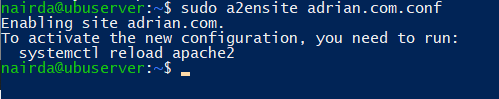 nairda@ubuserver:~$ sudo a2ensite adrian.com.conf
Enabling site adrian.com.
To activate the new configuration, you need to run:
  systemctl reload apache2
nairda@ubuserver:~$